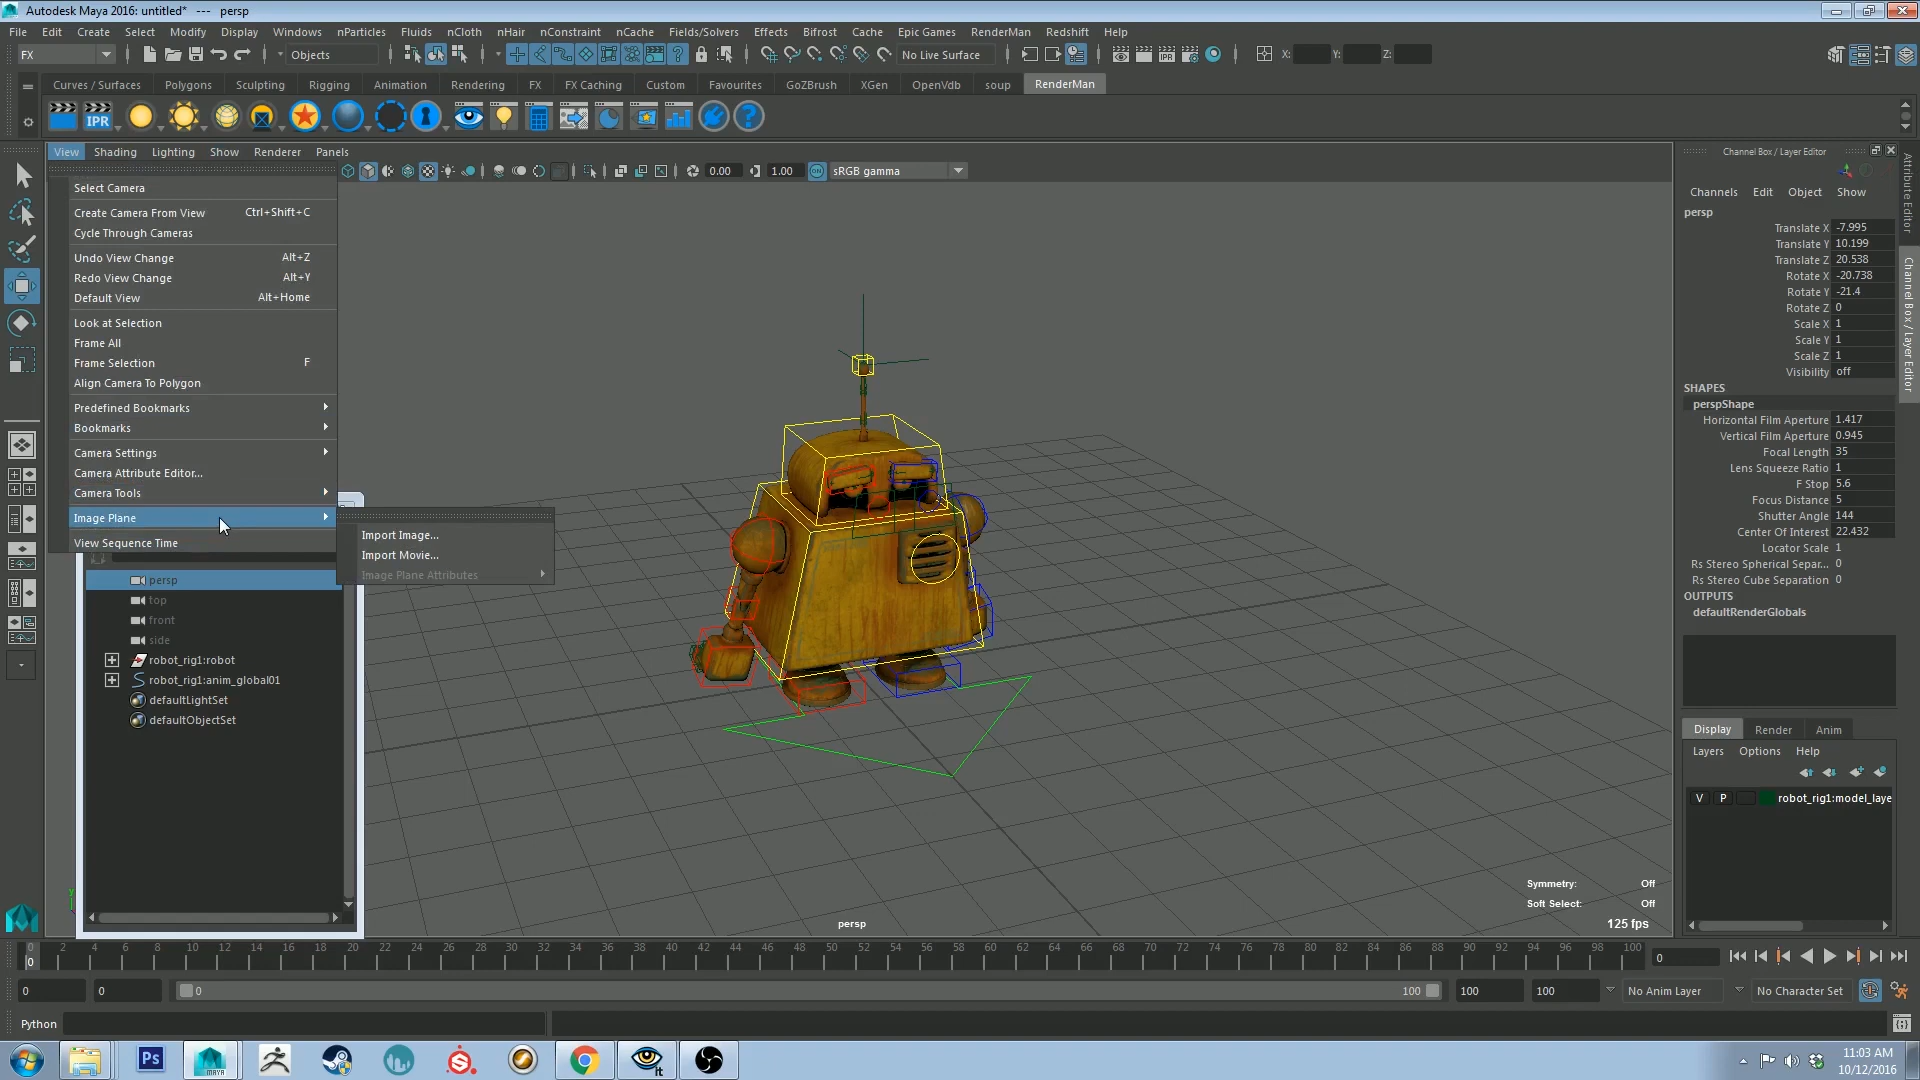 Autodesk Maya 2016: untitled* --- persp
File Edit Create Select Modify Display Windows nParticles Fluids nCloth nHair nConstraint nCache Fields/Solvers Effects Bifrost Cache Epic Games RenderMan Redshift Help
FX Objects No Live Surface X: Y: Z:
Curves / Surfaces Polygons Sculpting Rigging Animation Rendering FX FX Caching Custom Favourites GoZBrush XGen OpenVdb soup RenderMan
IPR
View Shading Lighting Show Renderer Panels
0.00 1.00 sRGB gamma
Select Camera
Create Camera From View Ctrl+Shift+C
Cycle Through Cameras
Undo View Change Alt+Z
Redo View Change Alt+Y
Default View Alt+Home
Look at Selection
Frame All
Frame Selection F
Align Camera To Polygon
Predefined Bookmarks
Bookmarks
Camera Settings
Camera Attribute Editor...
Camera Tools
Image Plane
View Sequence Time
Import Image...
Import Movie...
Image Plane Attributes
persp
top
front
side
robot_rig1:robot
robot_rig1:anim_global01
defaultLightSet
defaultObjectSet
Symmetry: Off
Soft Select: Off
persp
125 fps
Channel Box / Layer Editor
Channels Edit Object Show
persp
Translate X -7.995
Translate Y 10.199
Translate Z 20.538
Rotate X -20.738
Rotate Y -21.4
Rotate Z 0
Scale X 1
Scale Y 1
Scale Z 1
Visibility off
SHAPES
perspShape
Horizontal Film Aperture 1.417
Vertical Film Aperture 0.945
Focal Length 35
Lens Squeeze Ratio 1
F Stop 5.6
Focus Distance 5
Shutter Angle 144
Center Of Interest 22.432
Locator Scale 1
Rs Stereo Spherical Separ... 0
Rs Stereo Cube Separation 0
OUTPUTS
defaultRenderGlobals
Display Render Anim
Layers Options Help
V P robot_rig1:model_laye
Attribute Editor
Channel Box / Layer Editor
0 2 4 6 8 10 12 14 16 18 20 22 24 26 28 30 32 34 36 38 40 42 44 46 48 50 52 54 56 58 60 62 64 66 68 70 72 74 76 78 80 82 84 86 88 90 92 94 96 98 100
0 0
0 0 0 100 100 100 No Anim Layer No Character Set
Python
Ps MAYA it
11:03 AM
10/12/2016